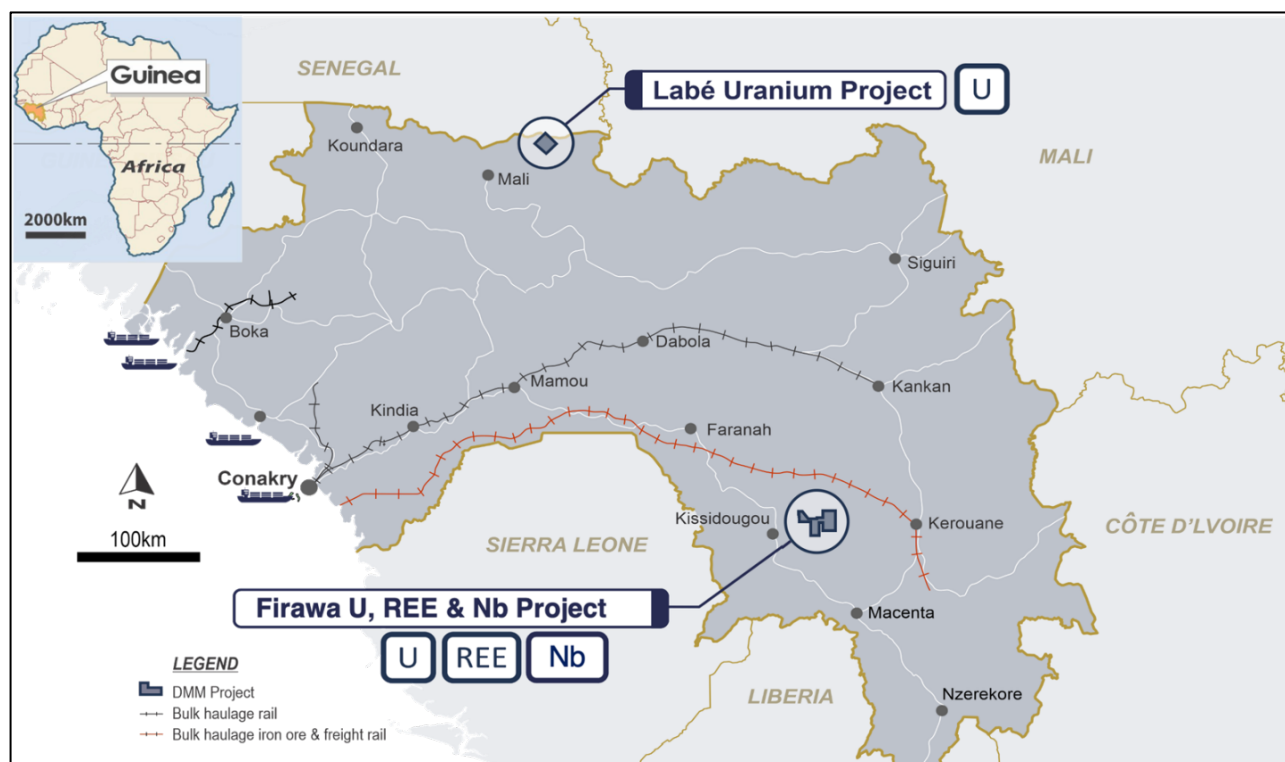 Guinea
Africa
2000km
SENEGAL
Labé Uranium Project
U
Koundara
Mali
MALI
Siguiri
Boka
Dabola
Mamou
Kankan
Kindia
Faranah
Conakry
N
100km
Kissidougou
Kerouane
SIERRA LEONE
CÔTE D'LVOIRE
Firawa U, REE & Nb Project
U
REE
Nb
Macenta
LIBERIA
Nzerekore
LEGEND
DMM Project
Bulk haulage rail
Bulk haulage iron ore & freight rail